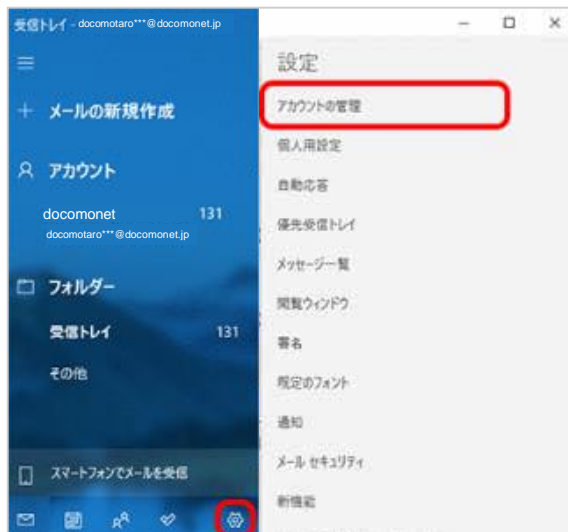 受信トレイ - docomotaro***@docomonet.jp
メールの新規作成
アカウント
docomonet 131
docomotaro***@docomonet.jp
フォルダー
受信トレイ 131
その他
スマートフォンでメールを受信
設定
アカウントの管理
個人用設定
自動応答
優先受信トレイ
メッセージ一覧
閲覧ウィンドウ
署名
既定のフォント
通知
メール セキュリティ
新機能